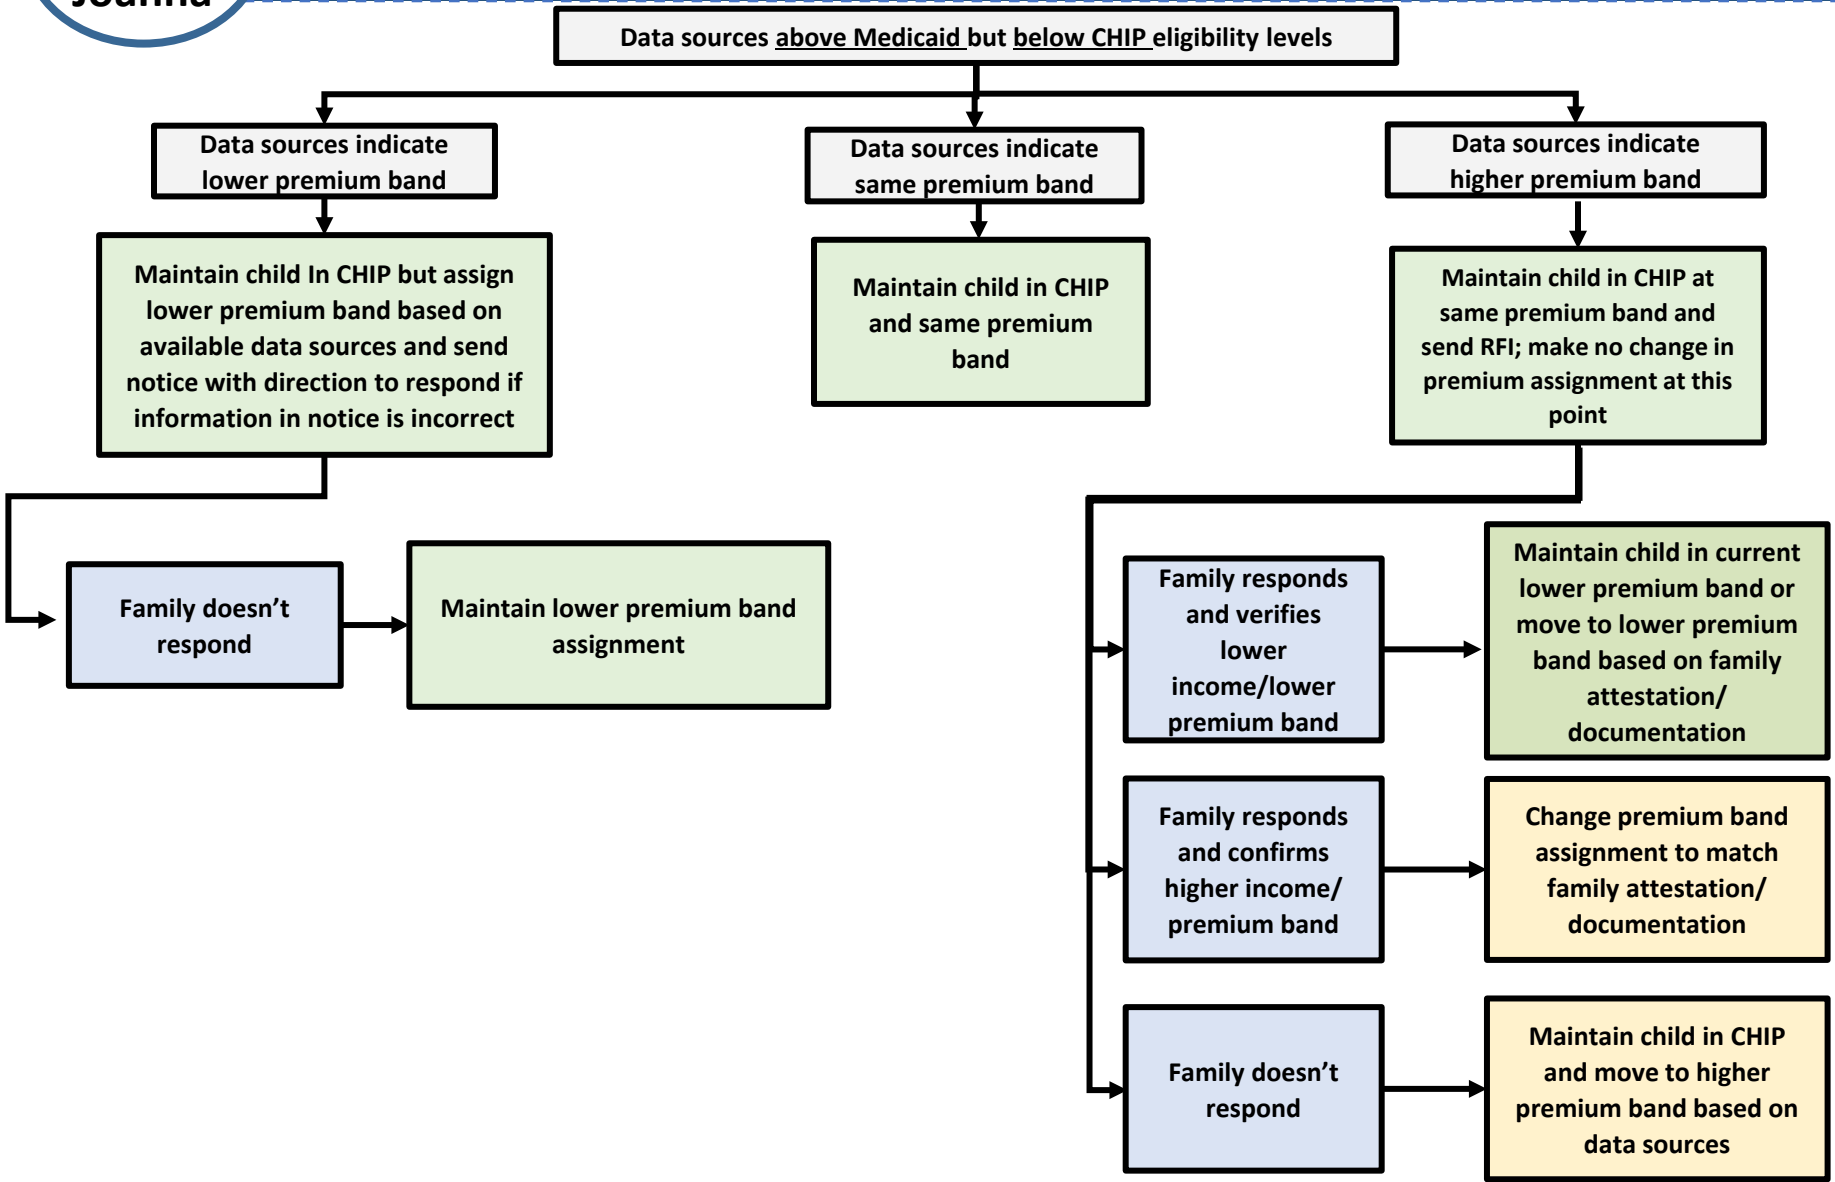 Joanna
Data sources above Medicaid but below CHIP eligibility levels
Data sources indicate
lower premium band
Data sources indicate
same premium band
Data sources indicate
higher premium band
Maintain child In CHIP but assign
lower premium band based on
available data sources and send
notice with direction to respond if
information in notice is incorrect
Maintain child in CHIP
and same premium
band
Maintain child in CHIP at
same premium band and
send RFI; make no change in
premium assignment at this
point
Family doesn’t
respond
Maintain lower premium band
assignment
Family responds
and verifies
lower
income/lower
premium band
Maintain child in current
lower premium band or
move to lower premium
band based on family
attestation/
documentation
Family responds
and confirms
higher income/
premium band
Change premium band
assignment to match
family attestation/
documentation
Family doesn’t
respond
Maintain child in CHIP
and move to higher
premium band based on
data sources